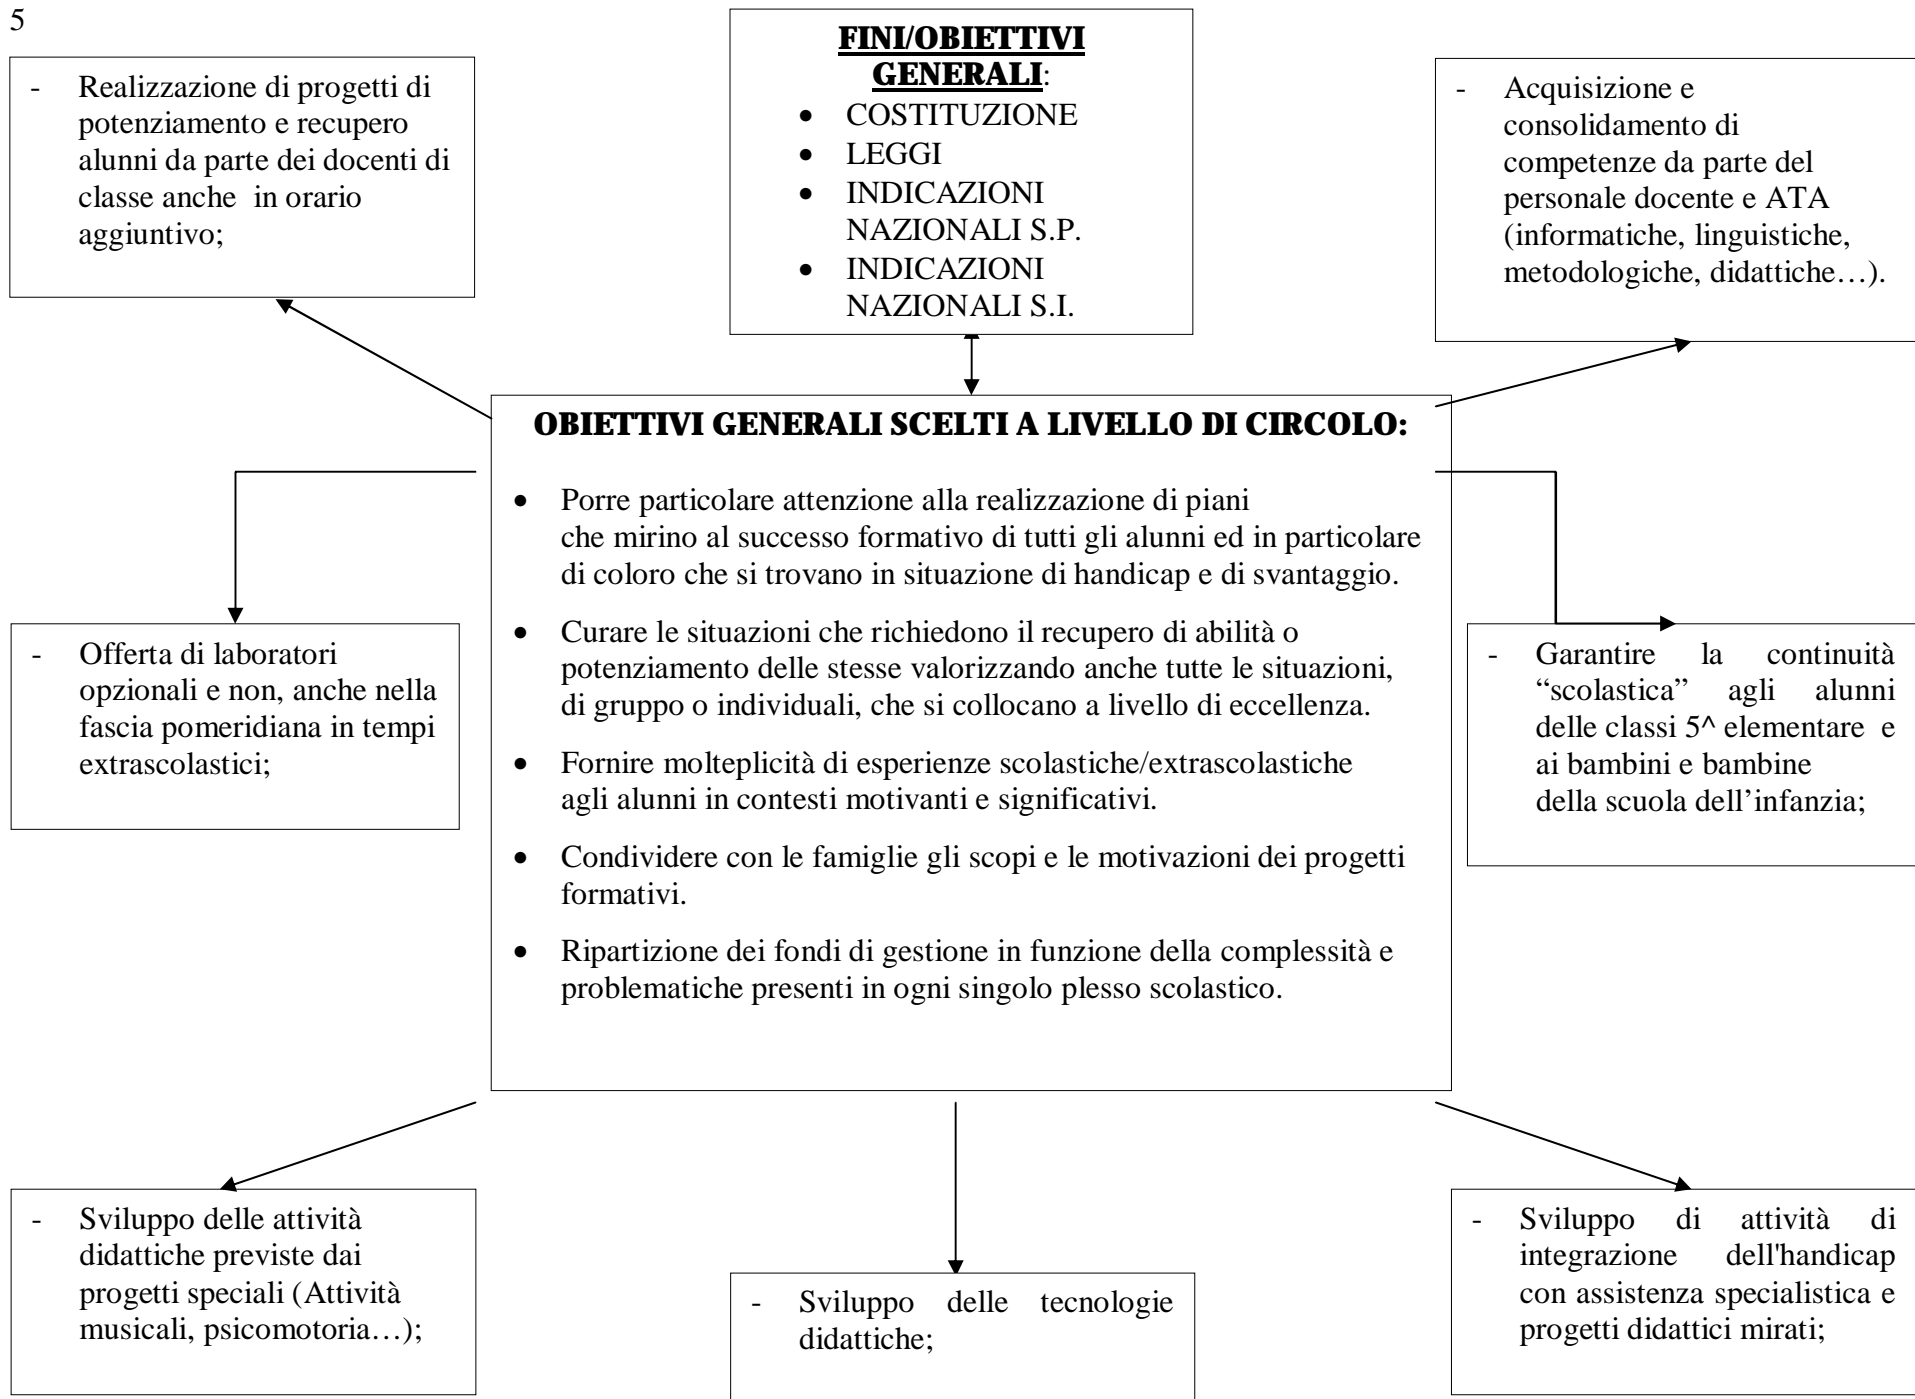 5
FINI/OBIETTIVI
GENERALI:
• COSTITUZIONE
• LEGGI
• INDICAZIONI
NAZIONALI S.P.
• INDICAZIONI
NAZIONALI S.I.
- Realizzazione di progetti di
potenziamento e recupero
alunni da parte dei docenti di
classe anche in orario
aggiuntivo;
- Acquisizione e
consolidamento di
competenze da parte del
personale docente e ATA
(informatiche, linguistiche,
metodologiche, didattiche…).
OBIETTIVI GENERALI SCELTI A LIVELLO DI CIRCOLO:
• Porre particolare attenzione alla realizzazione di piani
che mirino al successo formativo di tutti gli alunni ed in particolare
di coloro che si trovano in situazione di handicap e di svantaggio.
• Curare le situazioni che richiedono il recupero di abilità o
potenziamento delle stesse valorizzando anche tutte le situazioni,
di gruppo o individuali, che si collocano a livello di eccellenza.
• Fornire molteplicità di esperienze scolastiche/extrascolastiche
agli alunni in contesti motivanti e significativi.
• Condividere con le famiglie gli scopi e le motivazioni dei progetti
formativi.
• Ripartizione dei fondi di gestione in funzione della complessità e
problematiche presenti in ogni singolo plesso scolastico.
- Offerta di laboratori
opzionali e non, anche nella
fascia pomeridiana in tempi
extrascolastici;
- Garantire la continuità
“scolastica” agli alunni
delle classi 5^ elementare e
ai bambini e bambine
della scuola dell’infanzia;
- Sviluppo delle attività
didattiche previste dai
progetti speciali (Attività
musicali, psicomotoria…);
- Sviluppo delle tecnologie
didattiche;
- Sviluppo di attività di
integrazione dell'handicap
con assistenza specialistica e
progetti didattici mirati;